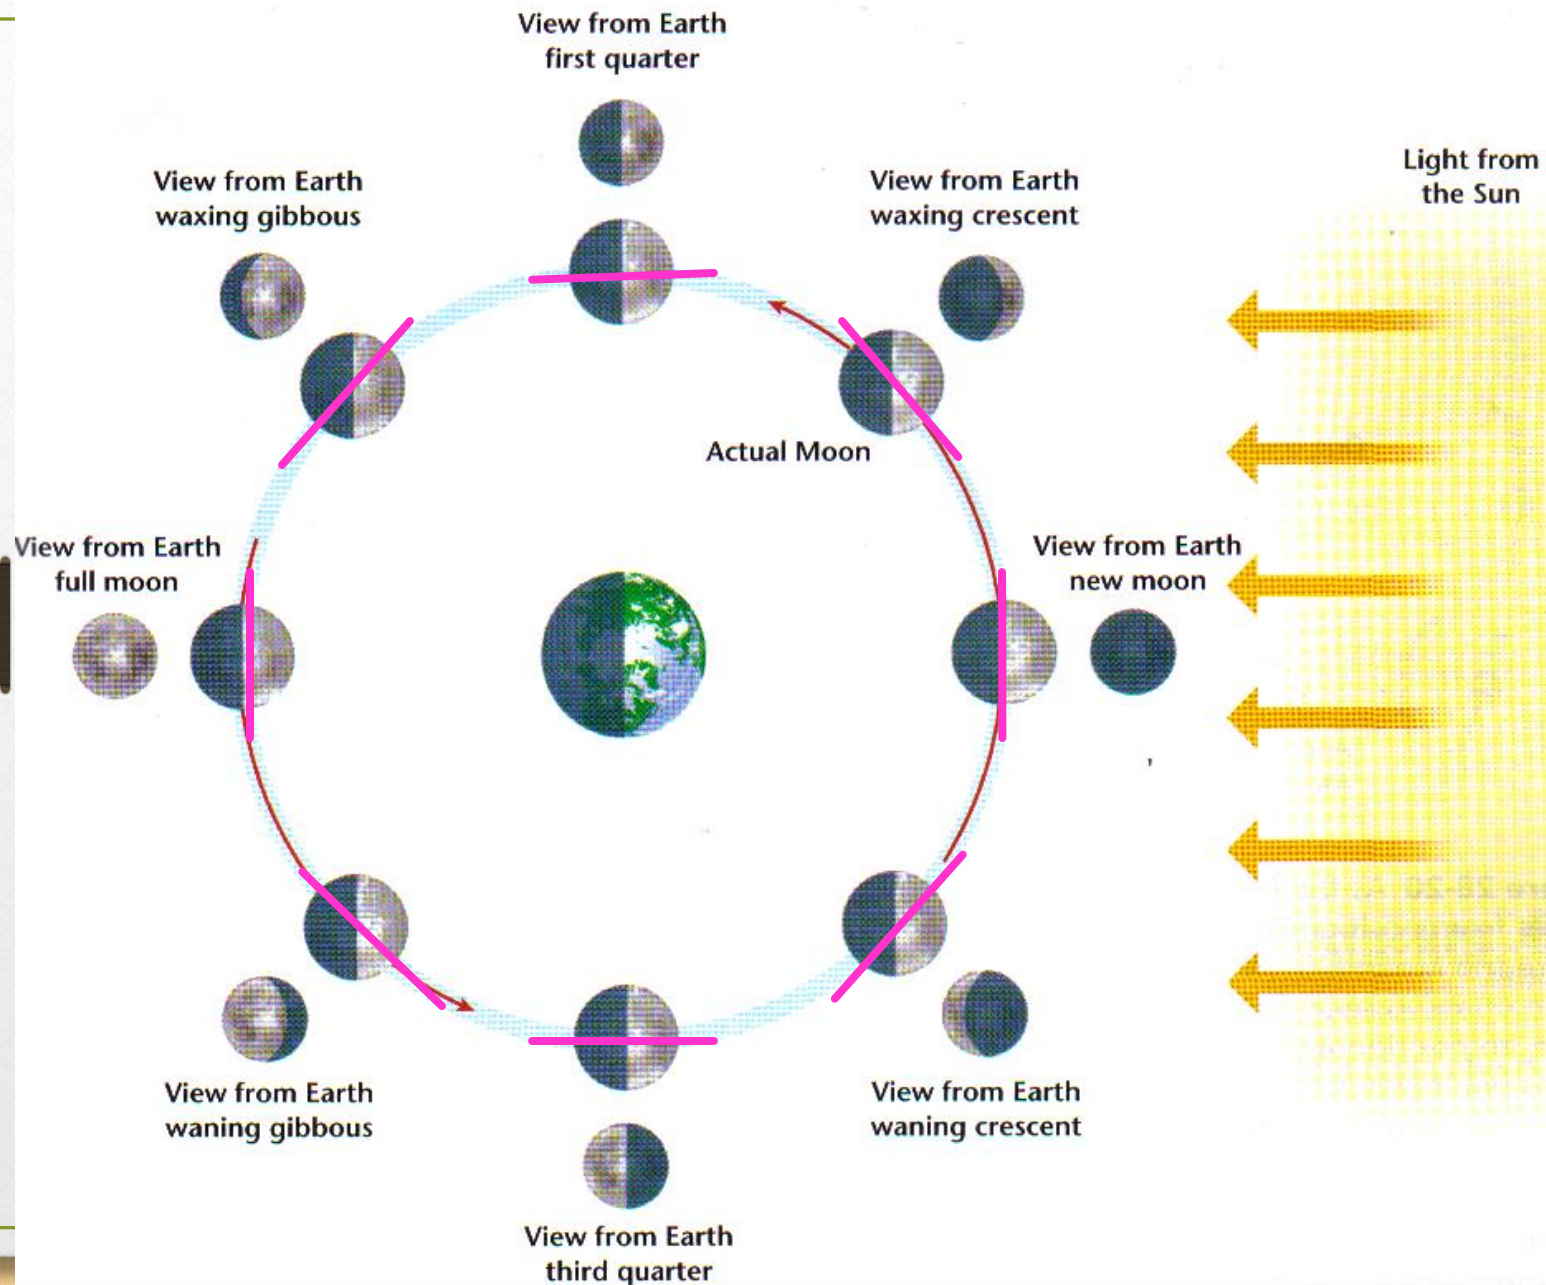 View from Earth
first quarter
View from Earth
waxing gibbous
View from Earth
waxing crescent
Light from
the Sun
Actual Moon
View from Earth
full moon
View from Earth
new moon
View from Earth
waning gibbous
View from Earth
waning crescent
View from Earth
third quarter